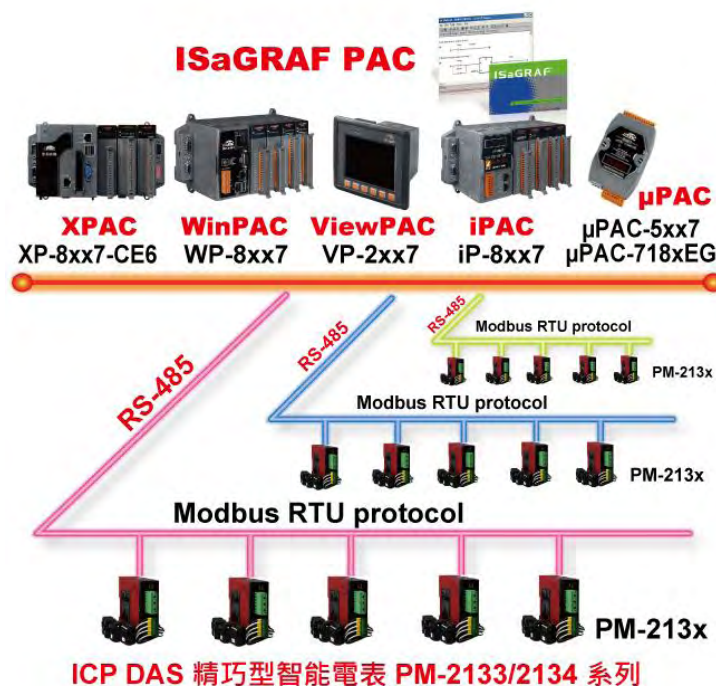 ISaGRAF PAC
ISaGRAF
XPAC
XP-8xx7-CE6
WinPAC
WP-8xx7
ViewPAC
VP-2xx7
iPAC
iP-8xx7
µPAC
µPAC-5xx7
µPAC-718xEG
RS-485
RS-485
RS-485
Modbus RTU protocol
PM-213x
Modbus RTU protocol
PM-213x
Modbus RTU protocol
PM-213x
ICP DAS 精巧型智能電表 PM-2133/2134 系列